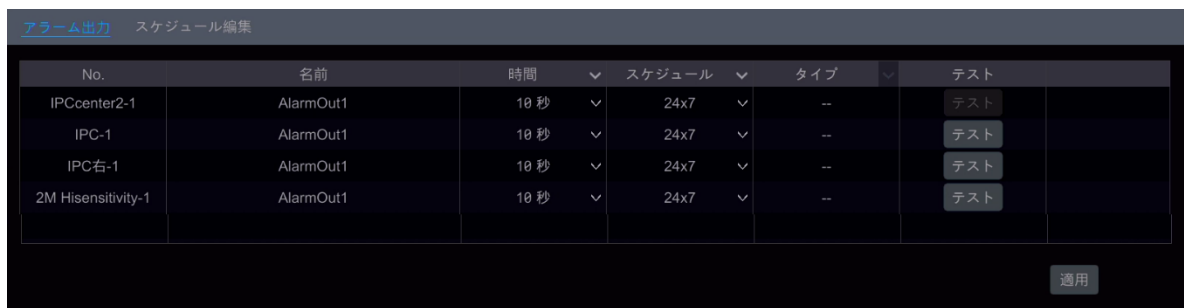 アラーム出力 スケジュール編集
No. 名前 時間 スケジュール タイプ テスト
IPCcenter2-1 AlarmOut1 10 秒 24x7 -- テスト
IPC-1 AlarmOut1 10 秒 24x7 -- テスト
IPC右-1 AlarmOut1 10 秒 24x7 -- テスト
2M Hisensitivity-1 AlarmOut1 10 秒 24x7 -- テスト
適用